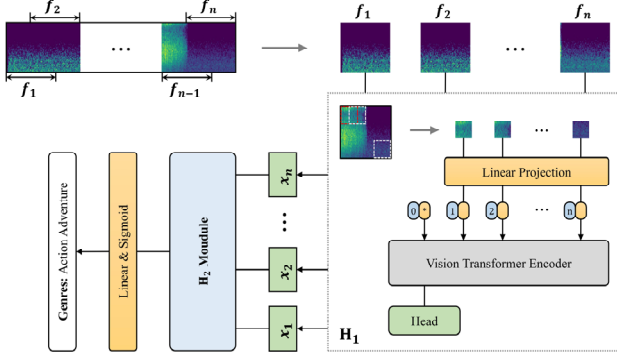 f₂
fₙ
...
f₁
fₙ₋₁
f₁
f₂
fₙ
...
...
Linear Projection
0 * 1 2 ... n
Vision Transformer Encoder
Head
H₁
xₙ
...
x₂
x₁
H₂ Moudule
Linear & Sigmoid
Genres: Action Adventure